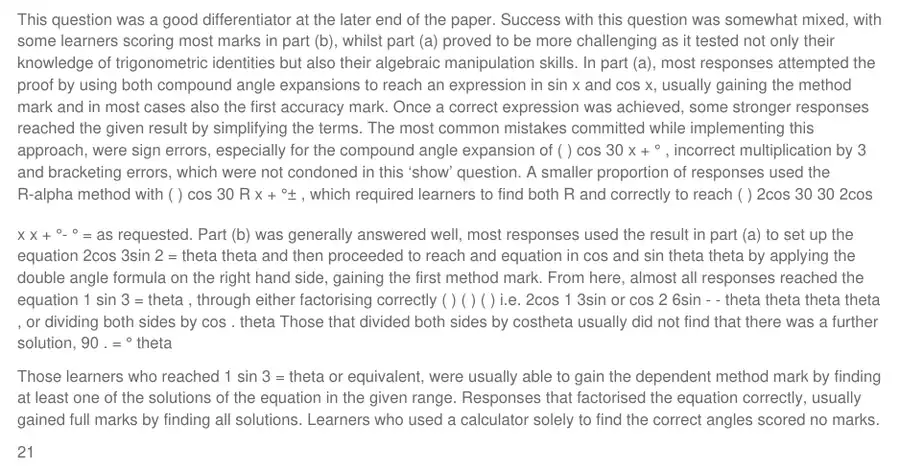 This question was a good differentiator at the later end of the paper. Success with this question was somewhat mixed, with
some learners scoring most marks in part (b), whilst part (a) proved to be more challenging as it tested not only their
knowledge of trigonometric identities but also their algebraic manipulation skills. In part (a), most responses attempted the
proof by using both compound angle expansions to reach an expression in sin x and cos x, usually gaining the method
mark and in most cases also the first accuracy mark. Once a correct expression was achieved, some stronger responses
reached the given result by simplifying the terms. The most common mistakes committed while implementing this
approach, were sign errors, especially for the compound angle expansion of ( ) cos 30 x + ° , incorrect multiplication by 3
and bracketing errors, which were not condoned in this ‘show’ question. A smaller proportion of responses used the
R-alpha method with ( ) cos 30 R x + °± , which required learners to find both R and correctly to reach ( ) 2cos 30 30 2cos
x x + °- ° = as requested. Part (b) was generally answered well, most responses used the result in part (a) to set up the
equation 2cos 3sin 2 = theta theta and then proceeded to reach and equation in cos and sin theta theta by applying the
double angle formula on the right hand side, gaining the first method mark. From here, almost all responses reached the
equation 1 sin 3 = theta , through either factorising correctly ( ) ( ) ( ) i.e. 2cos 1 3sin or cos 2 6sin - - theta theta theta theta
, or dividing both sides by cos . theta Those that divided both sides by costheta usually did not find that there was a further
solution, 90 . = ° theta
Those learners who reached 1 sin 3 = theta or equivalent, were usually able to gain the dependent method mark by finding
at least one of the solutions of the equation in the given range. Responses that factorised the equation correctly, usually
gained full marks by finding all solutions. Learners who used a calculator solely to find the correct angles scored no marks.
21